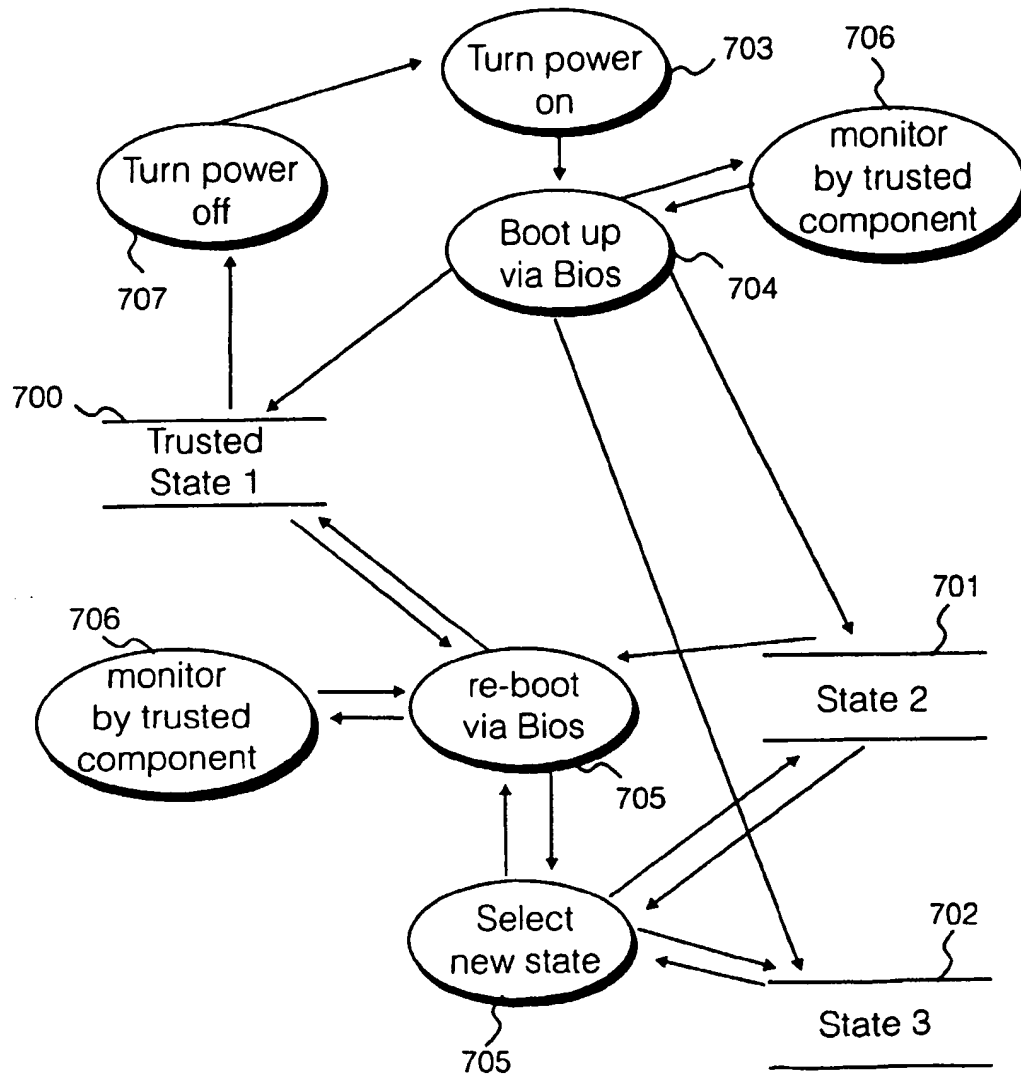 Turn power
on
703
706
monitor
by trusted
component
Turn power
off
707
Boot up
via Bios
704
700
Trusted
State 1
701
State 2
706
monitor
by trusted
component
re-boot
via Bios
705
Select
new state
705
702
State 3